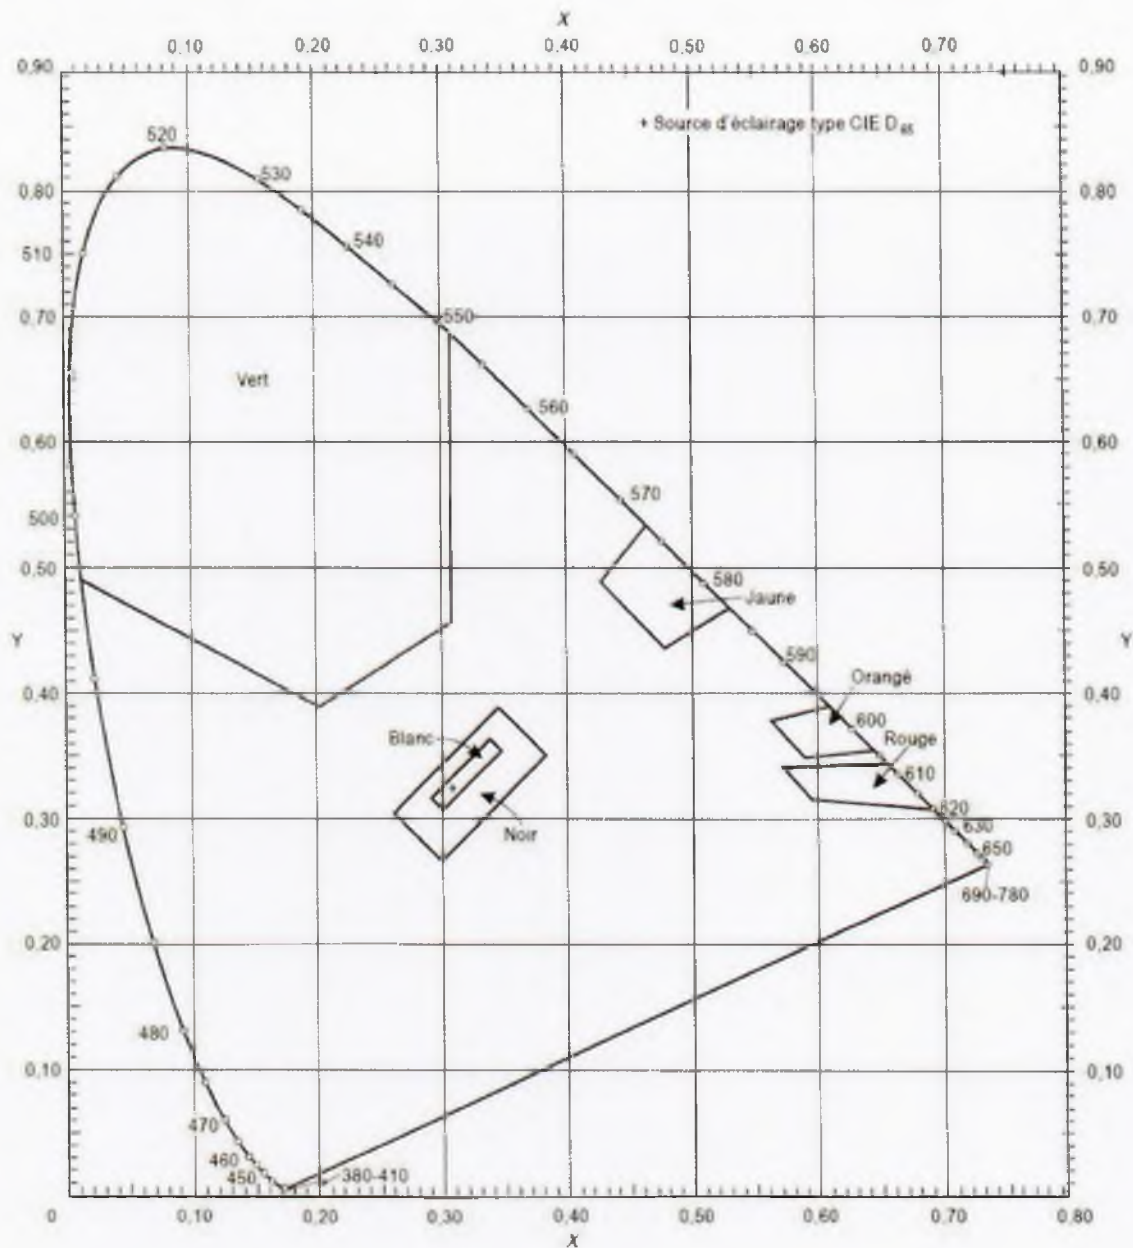 X
0.10 0.20 0.30 0.40 0.50 0.60 0.70
0,90 0,90
+ Source d'éclairage type CIE D 65
520
530
0,80 0,80
540
510
0,70 550 0,70
Vert
560
0,60 0,60
570
500
0,50 0,50
580
Jaune
Y Y
590
Orangé
0,40 0,40
600
Blanc
Rouge
610
620
0,30 0,30
630
490
Noir
650
690-780
0,20 0,20
480
0,10 0,10
470
460
450
380-410
0 0,10 0,20 0,30 0,40 0,50 0,60 0,70 0,80
X